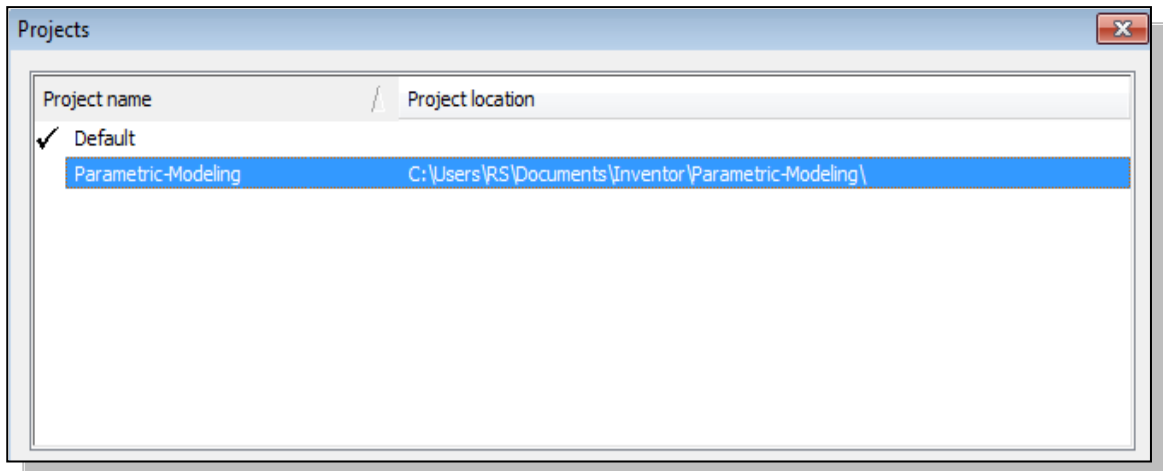 Projects
Project name Project location
Default
Parametric-Modeling C:\Users\RS\Documents\Inventor\Parametric-Modeling\